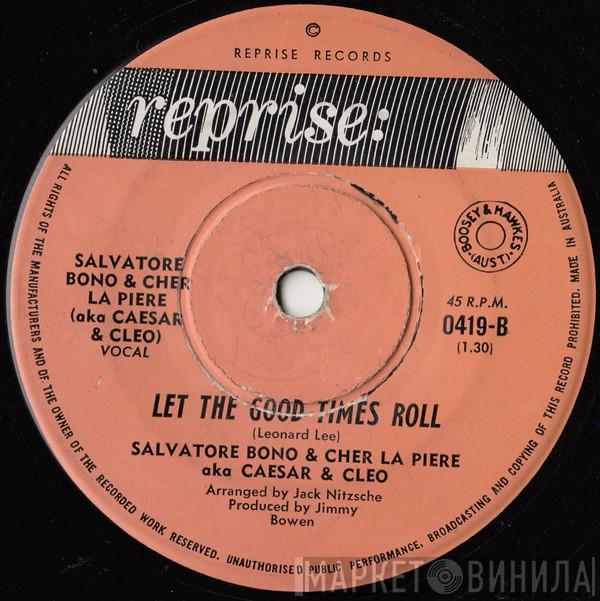 ©
REPRISE RECORDS
reprise:
ALL RIGHTS OF THE MANUFACTURERS AND OF THE OWNER OF THE RECORDED WORK RESERVED. UNAUTHORISED PUBLIC PERFORMANCE, BROADCASTING AND COPYING OF THIS RECORD PROHIBITED. MADE IN AUSTRALIA
BOOSEY & HAWKES
(AUST.)
SALVATORE
BONO & CHER
LA PIERE
(aka CAESAR
& CLEO)
VOCAL
45 R.P.M.
0419-B
(1.30)
LET THE GOOD TIMES ROLL
(Leonard Lee)
SALVATORE BONO & CHER LA PIERE
aka CAESAR & CLEO
Arranged by Jack Nitzsche
Produced by Jimmy
Bowen
МАРКЕТ ВИНИЛА